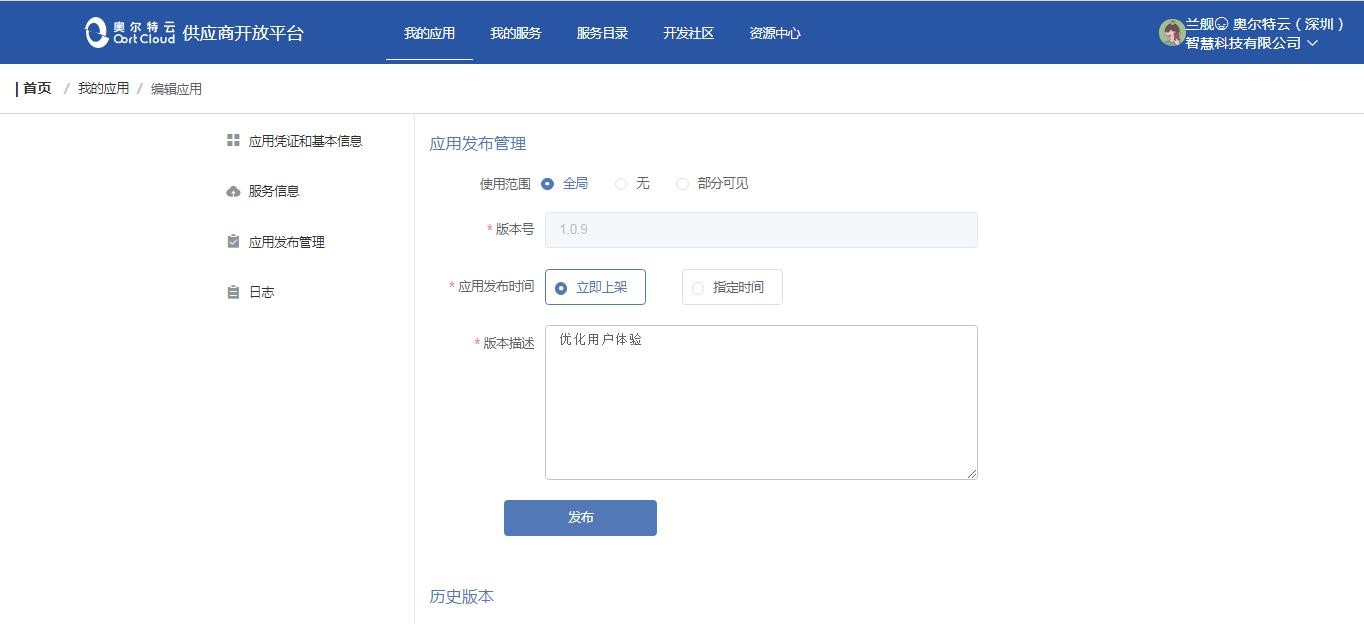 奥尔特云
Oort Cloud
供应商开放平台
我的应用
我的服务
服务目录
开发社区
资源中心
兰舰 奥尔特云（深圳）
智慧科技有限公司
首页 / 我的应用 / 编辑应用
应用凭证和基本信息
服务信息
应用发布管理
日志
应用发布管理
使用范围 全局 无 部分可见
* 版本号 1.0.9
* 应用发布时间 立即上架 指定时间
* 版本描述 优化用户体验
发布
历史版本